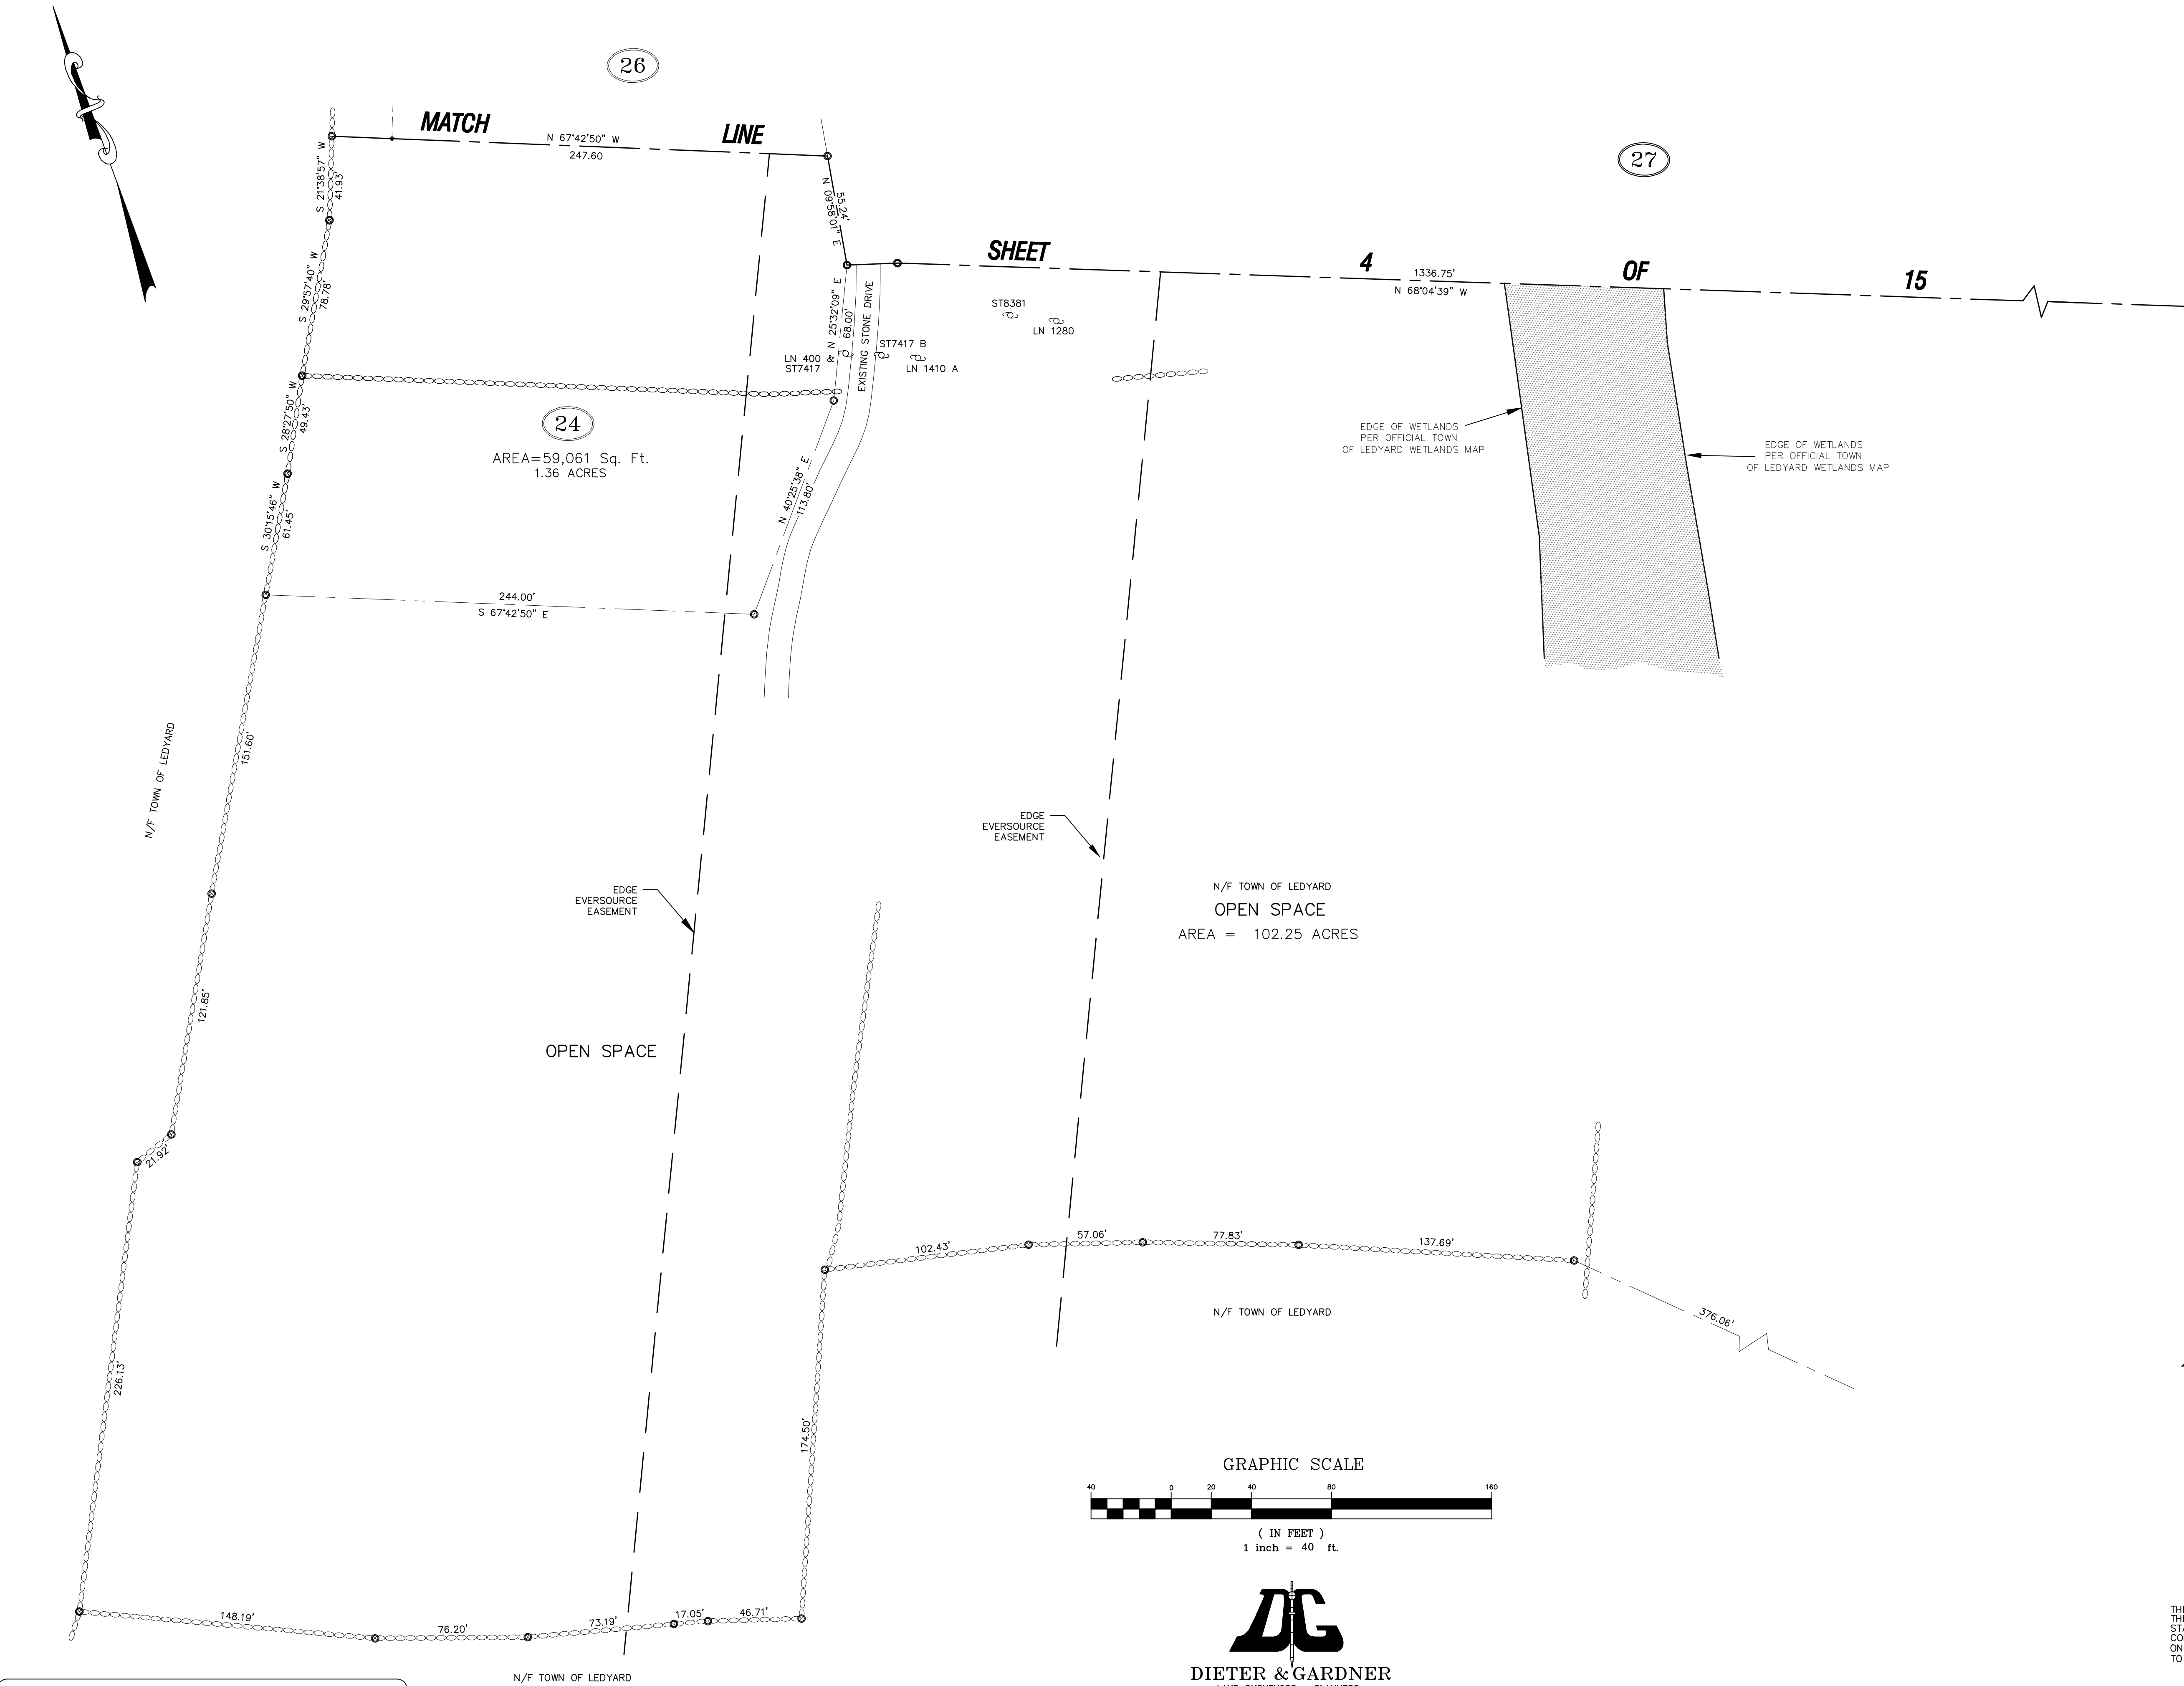 26
27
MATCH
LINE
N 67°42'50" W
247.60
S 21°38'57" W
41.93'
N 09°58'01" E
55.24'
SHEET
4
OF
15
1336.75'
N 68°04'39" W
S 29°57'40" W
78.78'
N 25°32'09" E
68.00'
EXISTING STONE DRIVE
ST8381
LN 1280
ST7417 B
LN 400 &
ST7417
LN 1410 A
S 28°27'50" W
49.43'
24
AREA=59,061 Sq. Ft.
1.36 ACRES
EDGE OF WETLANDS
PER OFFICIAL TOWN
OF LEDYARD WETLANDS MAP
EDGE OF WETLANDS
PER OFFICIAL TOWN
OF LEDYARD WETLANDS MAP
S 30°15'46" W
61.45'
N 40°25'38" E
113.80'
244.00'
S 67°42'50" E
N/F TOWN OF LEDYARD
151.60'
EDGE
EVERSOURCE
EASEMENT
EDGE
EVERSOURCE
EASEMENT
N/F TOWN OF LEDYARD
OPEN SPACE
AREA = 102.25 ACRES
121.85'
OPEN SPACE
21.92'
102.43'
57.06'
77.83'
137.69'
N/F TOWN OF LEDYARD
376.06'
226.13'
174.50'
GRAPHIC SCALE
40 0 20 40 80 160
( IN FEET )
1 inch = 40 ft.
148.19'
76.20'
73.19'
17.05'
46.71'
N/F TOWN OF LEDYARD
DG
DIETER & GARDNER
ON
TO